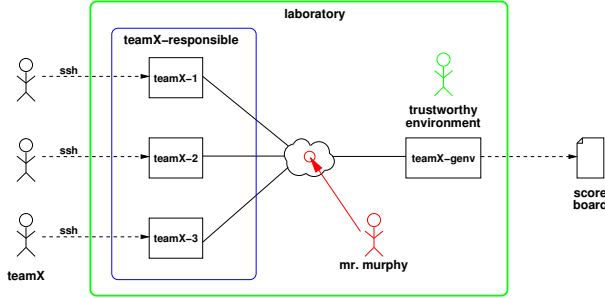 laboratory
teamX-responsible
ssh
teamX-1
trustworthy
environment
ssh
teamX-2
teamX-genv
score
board
ssh
teamX-3
mr. murphy
teamX